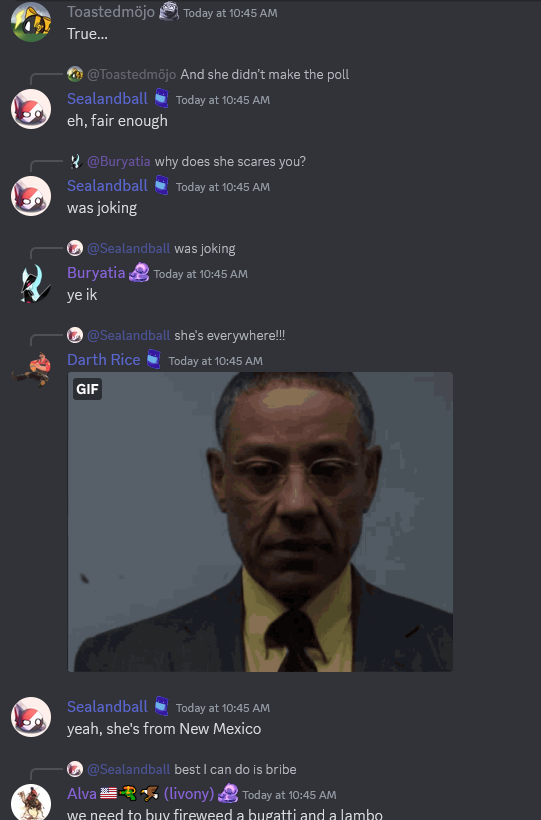 Toastedmöjo Today at 10:45 AM
True...
@Toastedmöjo And she didn't make the poll
Sealandball Today at 10:45 AM
eh, fair enough
@Buryatia why does she scares you?
Sealandball Today at 10:45 AM
was joking
@Sealandball was joking
Buryatia Today at 10:45 AM
ye ik
@Sealandball she's everywhere!!!
Darth Rice Today at 10:45 AM
GIF
Sealandball Today at 10:45 AM
yeah, she's from New Mexico
@Sealandball best I can do is bribe
Alva (livony) Today at 10:45 AM
we need to buy fireweed a bugatti and a lambo